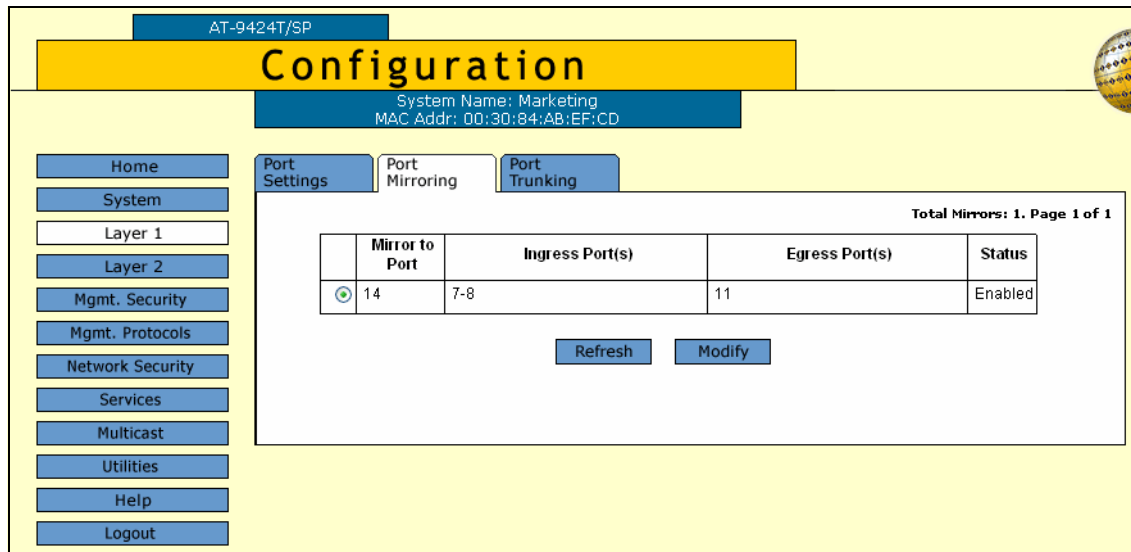 AT-9424T/SP
Configuration
System Name: Marketing
MAC Addr: 00:30:84:AB:EF:CD
Home
System
Layer 1
Layer 2
Mgmt. Security
Mgmt. Protocols
Network Security
Services
Multicast
Utilities
Help
Logout
Port
Settings
Port
Mirroring
Port
Trunking
Total Mirrors: 1. Page 1 of 1
Mirror to
Port
Ingress Port(s)
Egress Port(s)
Status
14
7-8
11
Enabled
Refresh
Modify